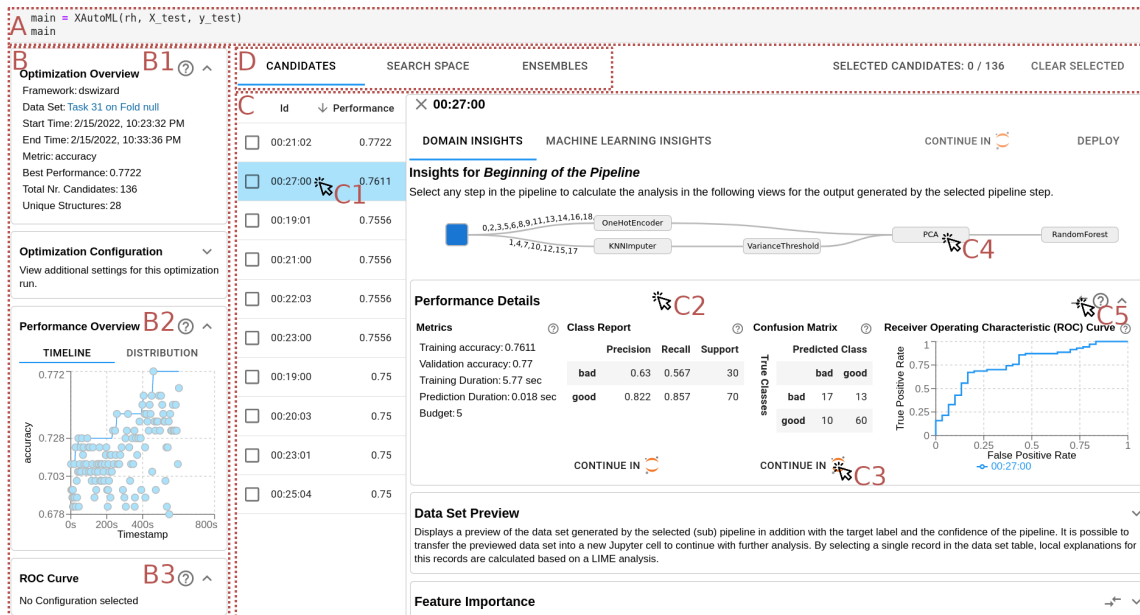 A main = XAutoML(rh, X_test, y_test)
main
B B1
Optimization Overview
Framework: dswizard
Data Set: Task 31 on Fold null
Start Time: 2/15/2022, 10:23:32 PM
End Time: 2/15/2022, 10:33:36 PM
Metric: accuracy
Best Performance: 0.7722
Total Nr. Candidates: 136
Unique Structures: 28
Optimization Configuration
View additional settings for this optimization
run.
Performance Overview B2
TIMELINE DISTRIBUTION
0.772
0.728
0.703
0.678
accuracy
0s 200s 400s 800s
Timestamp
ROC Curve B3
No Configuration selected
D CANDIDATES SEARCH SPACE ENSEMBLES SELECTED CANDIDATES: 0 / 136 CLEAR SELECTED
C Id Performance
00:21:02 0.7722
00:27:00 0.7611
C1
00:19:01 0.7556
00:21:00 0.7556
00:22:03 0.7556
00:23:00 0.7556
00:19:00 0.75
00:20:03 0.75
00:23:01 0.75
00:25:04 0.75
00:27:00
DOMAIN INSIGHTS MACHINE LEARNING INSIGHTS CONTINUE IN DEPLOY
Insights for Beginning of the Pipeline
Select any step in the pipeline to calculate the analysis in the following views for the output generated by the selected pipeline step.
0,2,3,5,6,8,9,11,13,14,16,18 OneHotEncoder
1,4,7,10,12,15,17 KNNImputer VarianceThreshold PCA RandomForest
C4
Performance Details C2 C5
Metrics
Training accuracy: 0.7611
Validation accuracy: 0.77
Training Duration: 5.77 sec
Prediction Duration: 0.018 sec
Budget: 5
Class Report
Precision Recall Support
bad 0.63 0.567 30
good 0.822 0.857 70
CONTINUE IN
Confusion Matrix
Predicted Class
True Classes
bad good
bad 17 13
good 10 60
CONTINUE IN C3
Receiver Operating Characteristic (ROC) Curve
True Positive Rate
1
0.75
0.5
0.25
0
0 0.25 0.5 0.75 1
False Positive Rate
00:27:00
Data Set Preview
Displays a preview of the data set generated by the selected (sub) pipeline in addition with the target label and the confidence of the pipeline. It is possible to
transfer the previewed data set into a new Jupyter cell to continue with further analysis. By selecting a single record in the data set table, local explanations for
this records are calculated based on a LIME analysis.
Feature Importance